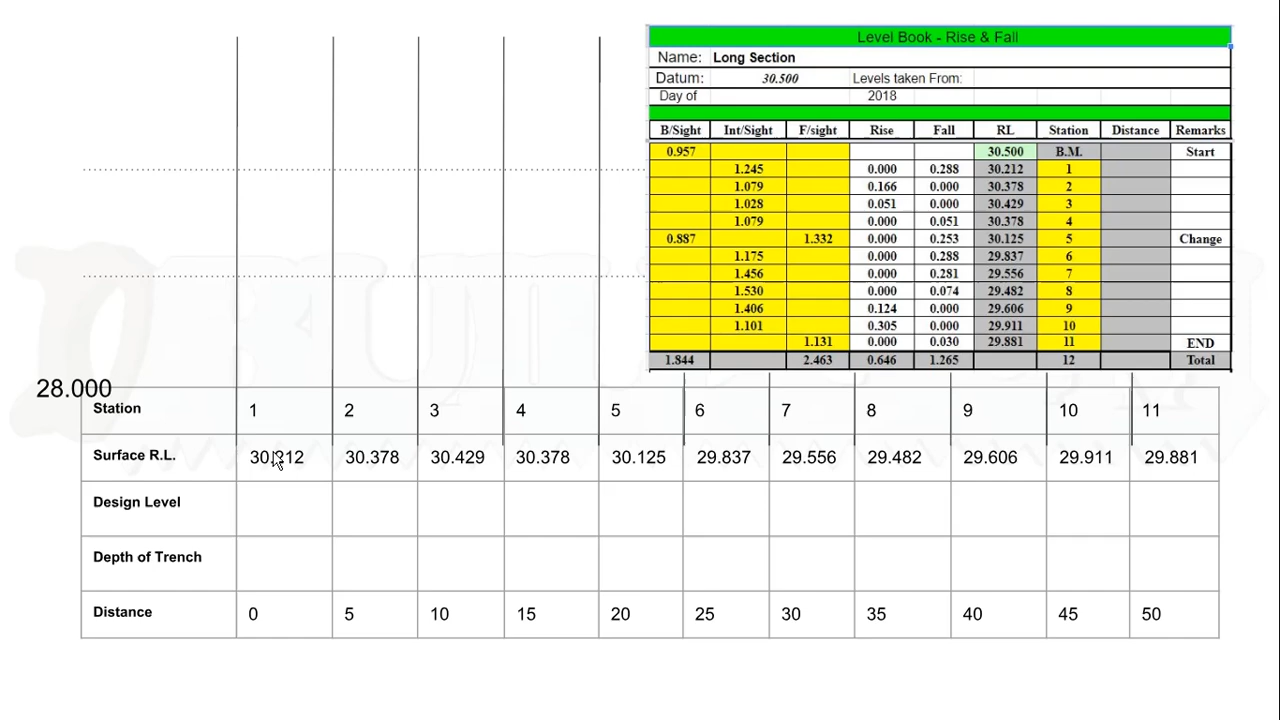 Level Book - Rise & Fall
Name: Long Section
Datum: 30.500 Levels taken From:
Day of 2018
B/Sight Int/Sight F/sight Rise Fall RL Station Distance Remarks
0.957 30.500 B.M. Start
1.245 0.000 0.288 30.212 1
1.079 0.166 0.000 30.378 2
1.028 0.051 0.000 30.429 3
1.079 0.000 0.051 30.378 4
0.887 1.332 0.000 0.253 30.125 5 Change
1.175 0.000 0.288 29.837 6
1.456 0.000 0.281 29.556 7
1.530 0.000 0.074 29.482 8
1.406 0.124 0.000 29.606 9
1.101 0.305 0.000 29.911 10
1.131 0.000 0.030 29.881 11 END
1.844 2.463 0.646 1.265 12 Total
28.000
Station 1 2 3 4 5 6 7 8 9 10 11
Surface R.L. 30.212 30.378 30.429 30.378 30.125 29.837 29.556 29.482 29.606 29.911 29.881
Design Level
Depth of Trench
Distance 0 5 10 15 20 25 30 35 40 45 50